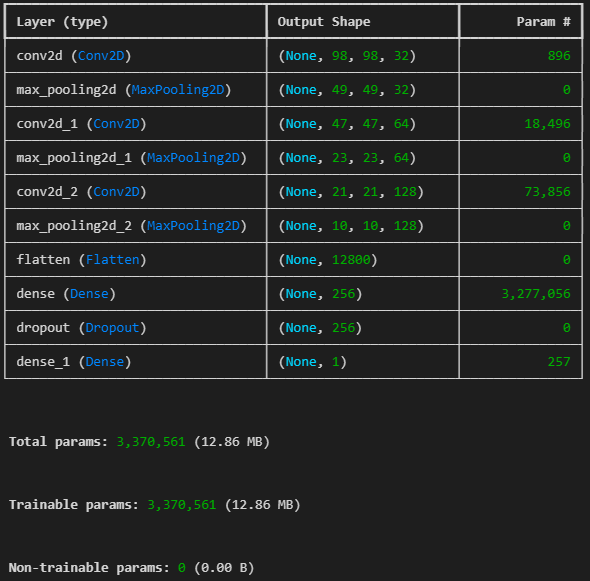 Layer (type) Output Shape Param #
conv2d (Conv2D) (None, 98, 98, 32) 896
max_pooling2d (MaxPooling2D) (None, 49, 49, 32) 0
conv2d_1 (Conv2D) (None, 47, 47, 64) 18,496
max_pooling2d_1 (MaxPooling2D) (None, 23, 23, 64) 0
conv2d_2 (Conv2D) (None, 21, 21, 128) 73,856
max_pooling2d_2 (MaxPooling2D) (None, 10, 10, 128) 0
flatten (Flatten) (None, 12800) 0
dense (Dense) (None, 256) 3,277,056
dropout (Dropout) (None, 256) 0
dense_1 (Dense) (None, 1) 257
Total params: 3,370,561 (12.86 MB)
Trainable params: 3,370,561 (12.86 MB)
Non-trainable params: 0 (0.00 B)